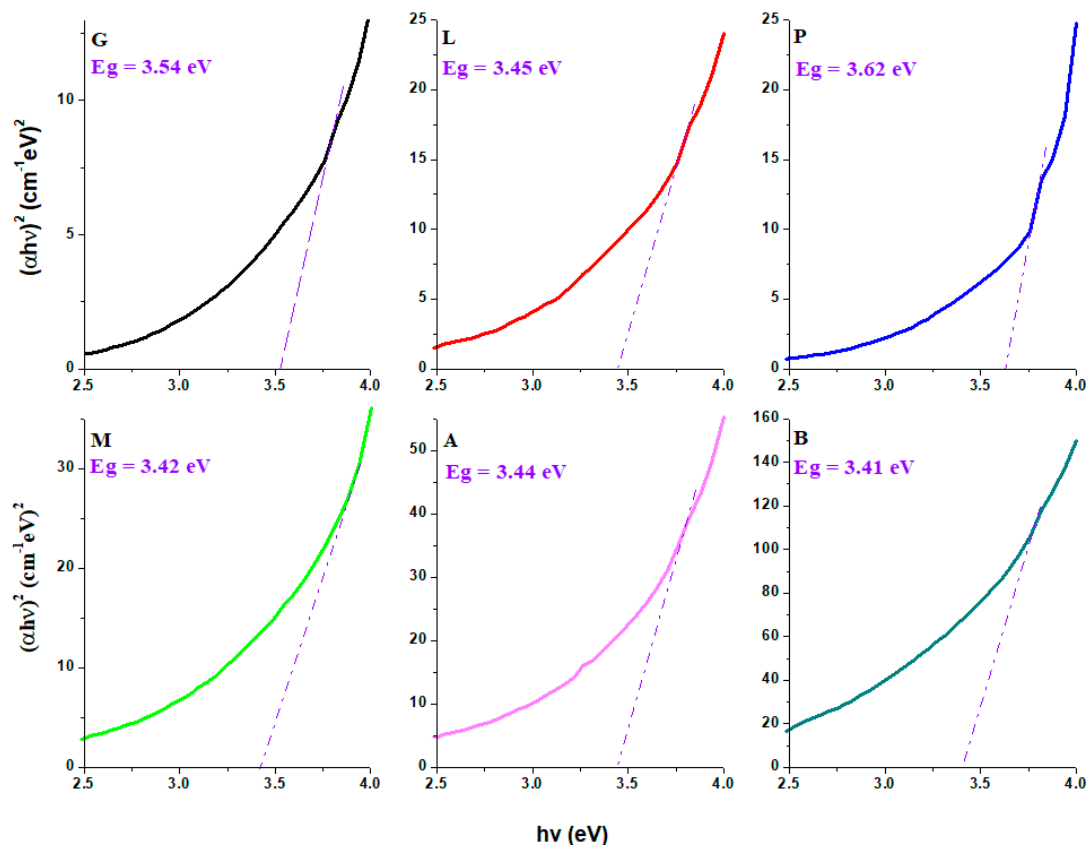 G
Eg = 3.54 eV
(αhν)² (cm⁻¹eV)²
10
5
0
2.5 3.0 3.5 4.0
L
Eg = 3.45 eV
25
20
15
10
5
0
2.5 3.0 3.5 4.0
P
Eg = 3.62 eV
25
20
15
10
5
0
2.5 3.0 3.5 4.0
M
Eg = 3.42 eV
(αhν)² (cm⁻¹eV)²
30
20
10
0
2.5 3.0 3.5 4.0
A
Eg = 3.44 eV
50
40
30
20
10
0
2.5 3.0 3.5 4.0
B
Eg = 3.41 eV
160
140
120
100
80
60
40
20
0
2.5 3.0 3.5 4.0
hν (eV)